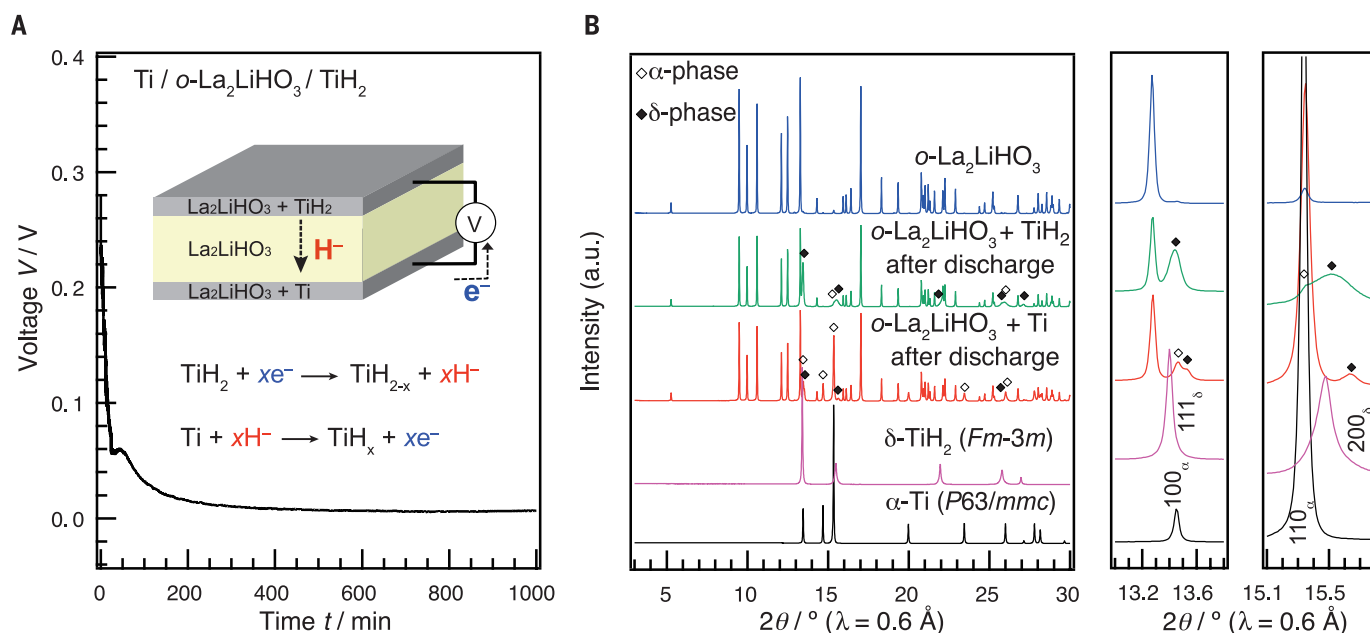 A
Ti / o-La₂LiHO₃ / TiH₂
Voltage V / V
0.4
0.3
0.2
0.1
0.0
La₂LiHO₃ + TiH₂
La₂LiHO₃
H⁻
La₂LiHO₃ + Ti
V
e⁻
TiH₂ + xe⁻ → TiH₂₋ₓ + xH⁻
Ti + xH⁻ → TiHₓ + xe⁻
0
200
400
600
800
1000
Time t / min
B
Intensity (a.u.)
◇ α-phase
◆ δ-phase
o-La₂LiHO₃
o-La₂LiHO₃ + TiH₂
after discharge
o-La₂LiHO₃ + Ti
after discharge
δ-TiH₂ (Fm-3m)
α-Ti (P63/mmc)
5
10
15
20
25
30
2θ / º (λ = 0.6 Å)
111δ
100α
13.2
13.6
200δ
110α
15.1
15.5
2θ / º (λ = 0.6 Å)